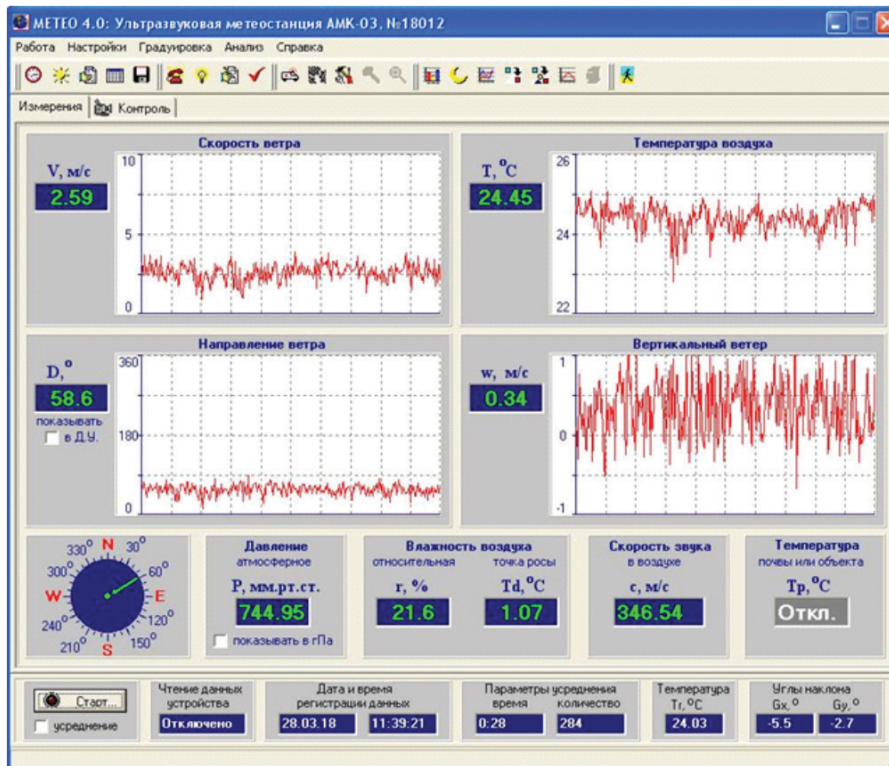 МЕТЕО 4.0: Ультразвуковая метеостанция АМК-03, №18012
Работа Настройки Градуировка Анализ Справка
Измерения Контроль
Скорость ветра
V, м/с
2.59
10
5
0
Температура воздуха
T, °C
24.45
26
24
22
Направление ветра
D, °
58.6
показывать
в Д.У.
360
180
0
Вертикальный ветер
w, м/с
0.34
1
0
-1
N
30°
60°
E
120°
150°
S
210°
240°
W
300°
330°
Давление
атмосферное
P, мм.рт.ст.
744.95
показывать в гПа
Влажность воздуха
относительная точка росы
r, % Td, °C
21.6 1.07
Скорость звука
в воздухе
c, м/с
346.54
Температура
почвы или объекта
Tp, °C
Откл.
Старт...
усреднение
Чтение данных
устройства
Отключено
Дата и время
регистрации данных
28.03.18 11:39:21
Параметры усреднения
время количество
0:28 284
Температура
Tr, °C
24.03
Углы наклона
Gx, ° Gy, °
-5.5 -2.7